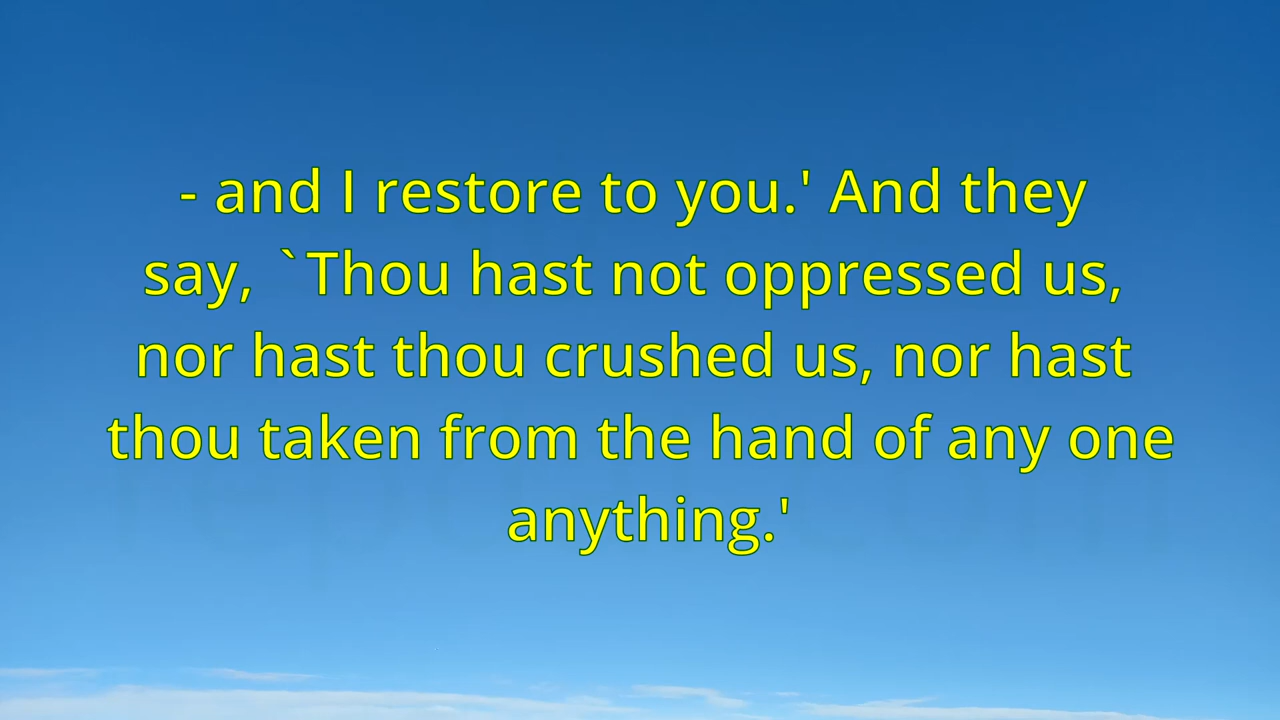 - and I restore to you.' And they
say, `Thou hast not oppressed us,
nor hast thou crushed us, nor hast
thou taken from the hand of any one
anything.'